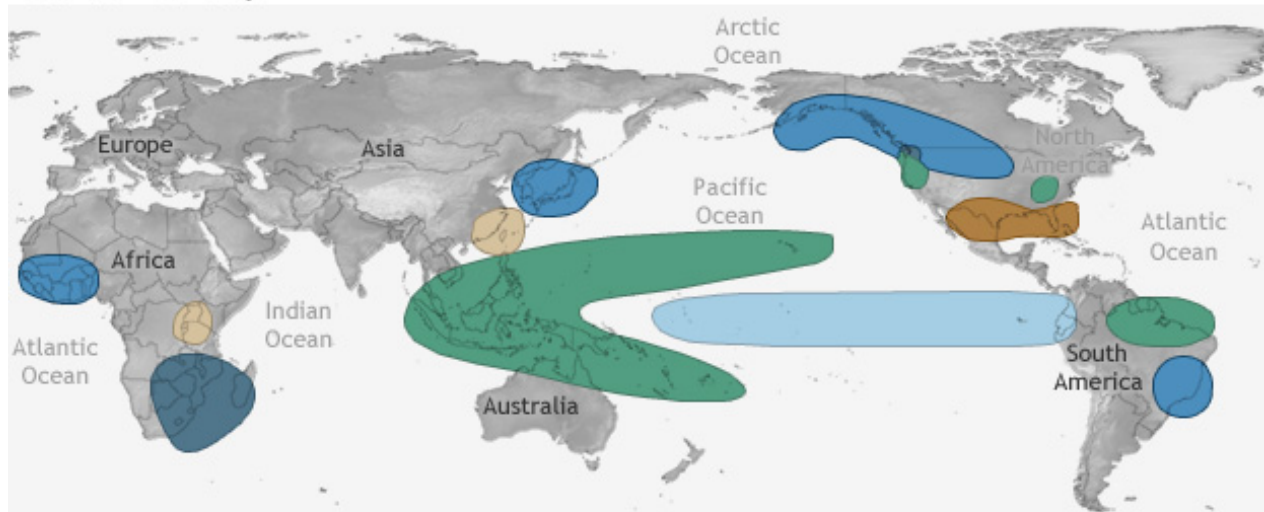 Arctic
Ocean
Europe
Asia
North
America
Pacific
Ocean
Atlantic
Ocean
Africa
Indian
Ocean
Atlantic
Ocean
South
America
Australia